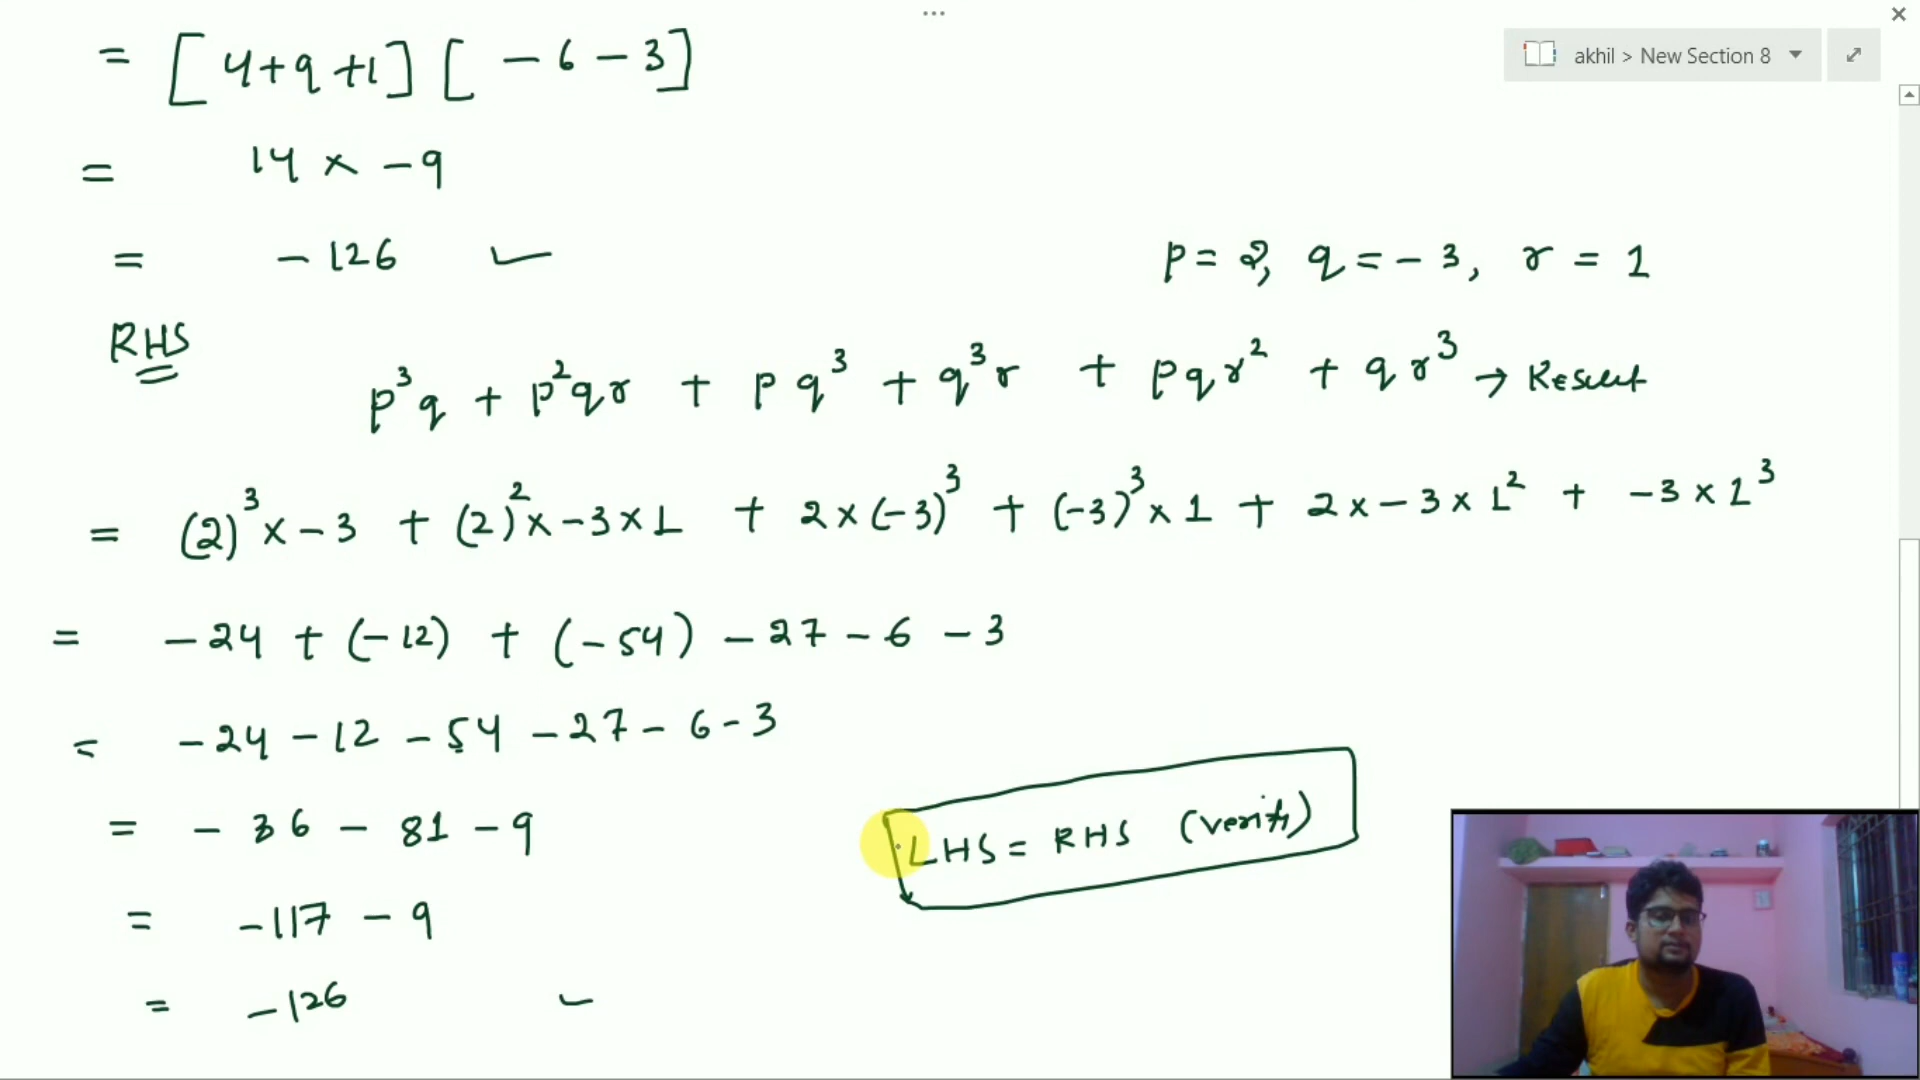 ...
akhil > New Section 8
= [4+9+1] [-6-3]
= 14 × -9
= -126 ✓
p = 2, q = -3, r = 1
RHS
p³q + p²qr + pq³ + q³r + pqr² + qr³ → Result
= (2)³× -3 + (2)²× -3×1 + 2×(-3)³ + (-3)³×1 + 2× -3×1² + -3×1³
= -24 + (-12) + (-54) - 27 - 6 - 3
= -24 - 12 - 54 - 27 - 6 - 3
= -36 - 81 - 9
LHS = RHS (verify)
= -117 - 9
= -126 ✓